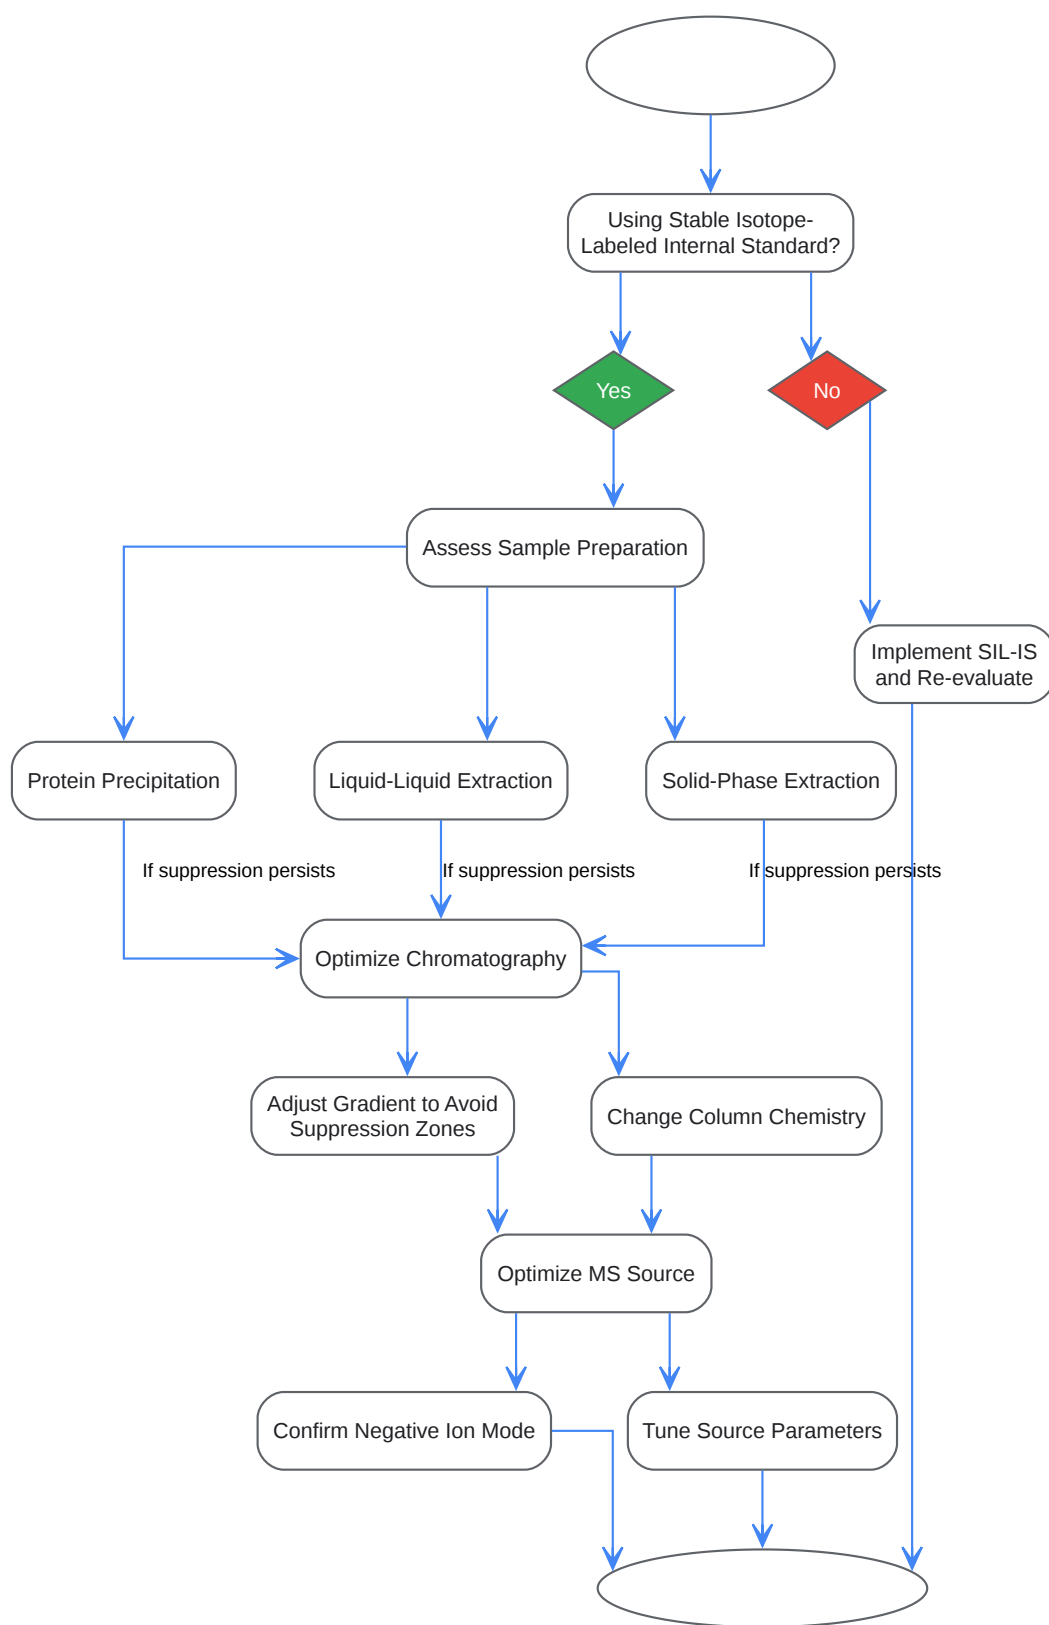 Using Stable Isotope-
Labeled Internal Standard?
Yes
No
Assess Sample Preparation
Implement SIL-IS
and Re-evaluate
Protein Precipitation
Liquid-Liquid Extraction
Solid-Phase Extraction
If suppression persists
If suppression persists
If suppression persists
Optimize Chromatography
Adjust Gradient to Avoid
Suppression Zones
Change Column Chemistry
Optimize MS Source
Confirm Negative Ion Mode
Tune Source Parameters